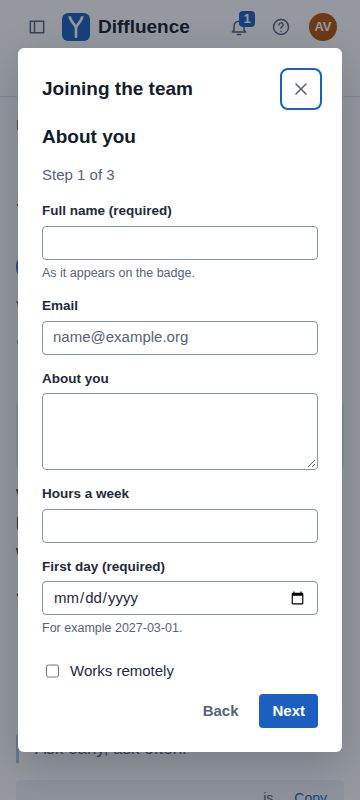 Diffluence
1
AV
Joining the team
About you
Step 1 of 3
Full name (required)
As it appears on the badge.
Email
name@example.org
About you
Hours a week
First day (required)
mm/dd/yyyy
For example 2027-03-01.
Works remotely
Back Next
is Copy